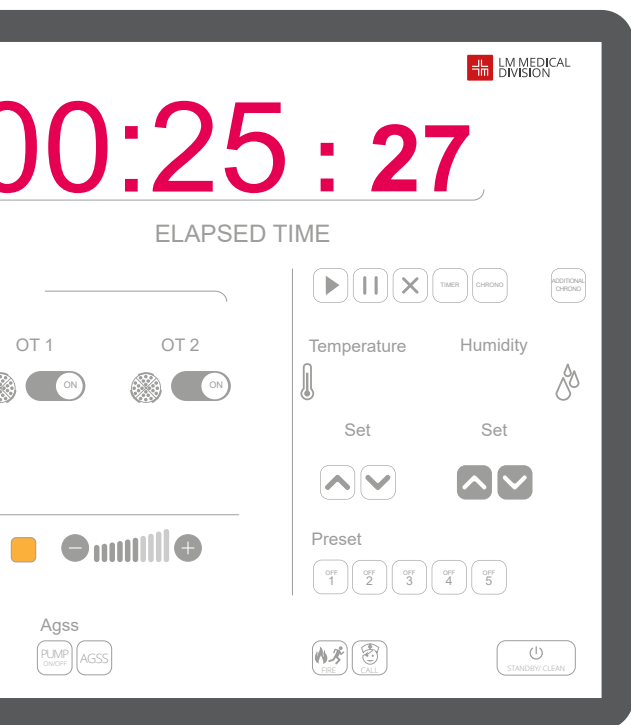 LM MEDICAL
DIVISION
00:25 : 27
ELAPSED TIME
TIMER
CHRONO
ADDITIONAL
CHRONO
OT 1
OT 2
Temperature
Humidity
ON
ON
Set
Set
Preset
OFF
1
OFF
2
OFF
3
OFF
4
OFF
5
Agss
PUMP
ON/OFF
AGSS
FIRE
CALL
STANDBY/ CLEAN